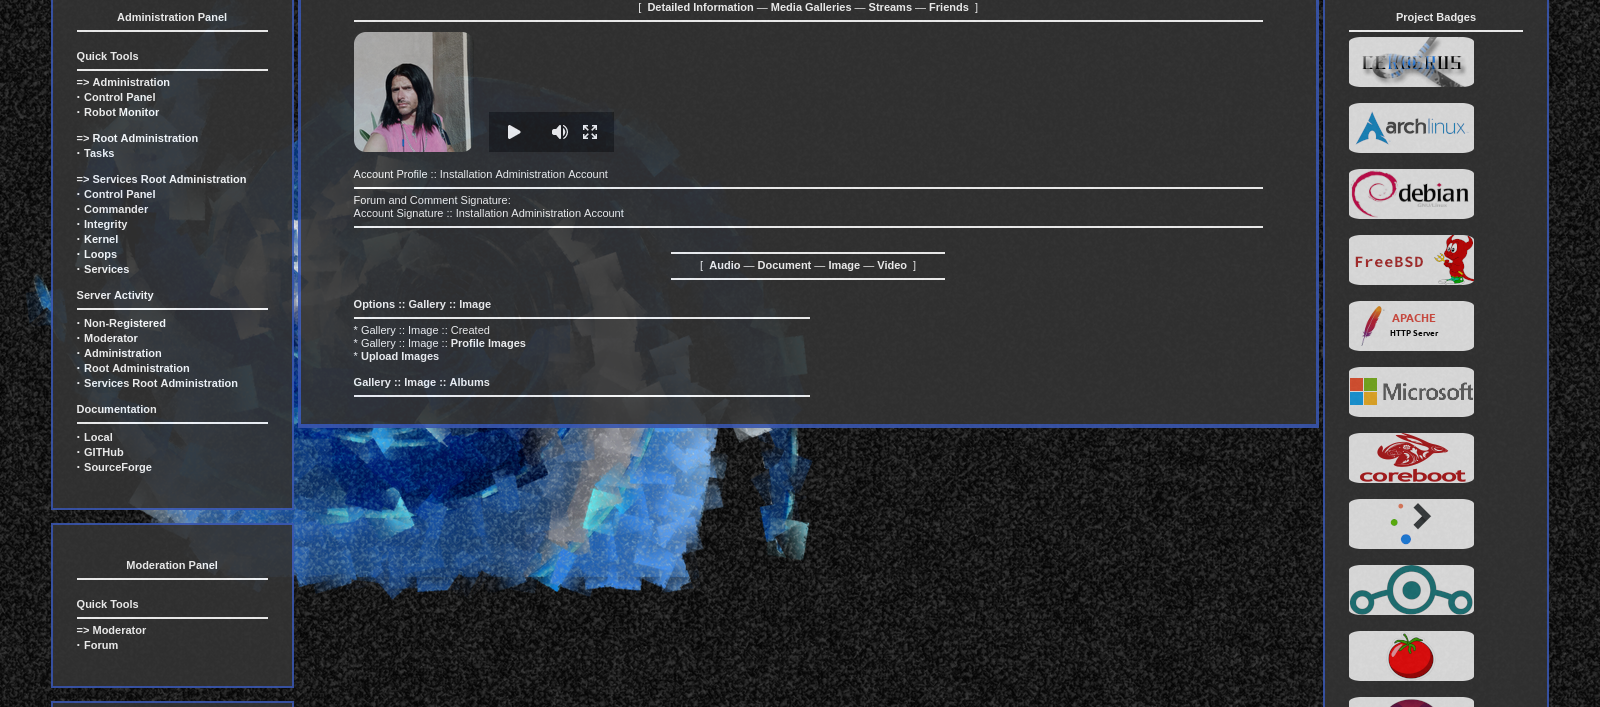 Administration Panel
Quick Tools
=> Administration
· Control Panel
· Robot Monitor
=> Root Administration
· Tasks
=> Services Root Administration
· Control Panel
· Commander
· Integrity
· Kernel
· Loops
· Services
Server Activity
· Non-Registered
· Moderator
· Administration
· Root Administration
· Services Root Administration
Documentation
· Local
· GITHub
· SourceForge
Moderation Panel
Quick Tools
=> Moderator
· Forum
[ Detailed Information — Media Galleries — Streams — Friends ]
Account Profile :: Installation Administration Account
Forum and Comment Signature:
Account Signature :: Installation Administration Account
[ Audio — Document — Image — Video ]
Options :: Gallery :: Image
* Gallery :: Image :: Created
* Gallery :: Image :: Profile Images
* Upload Images
Gallery :: Image :: Albums
Project Badges
CERBERUS
archlinux
debian
FreeBSD
APACHE
HTTP Server
Microsoft
coreboot